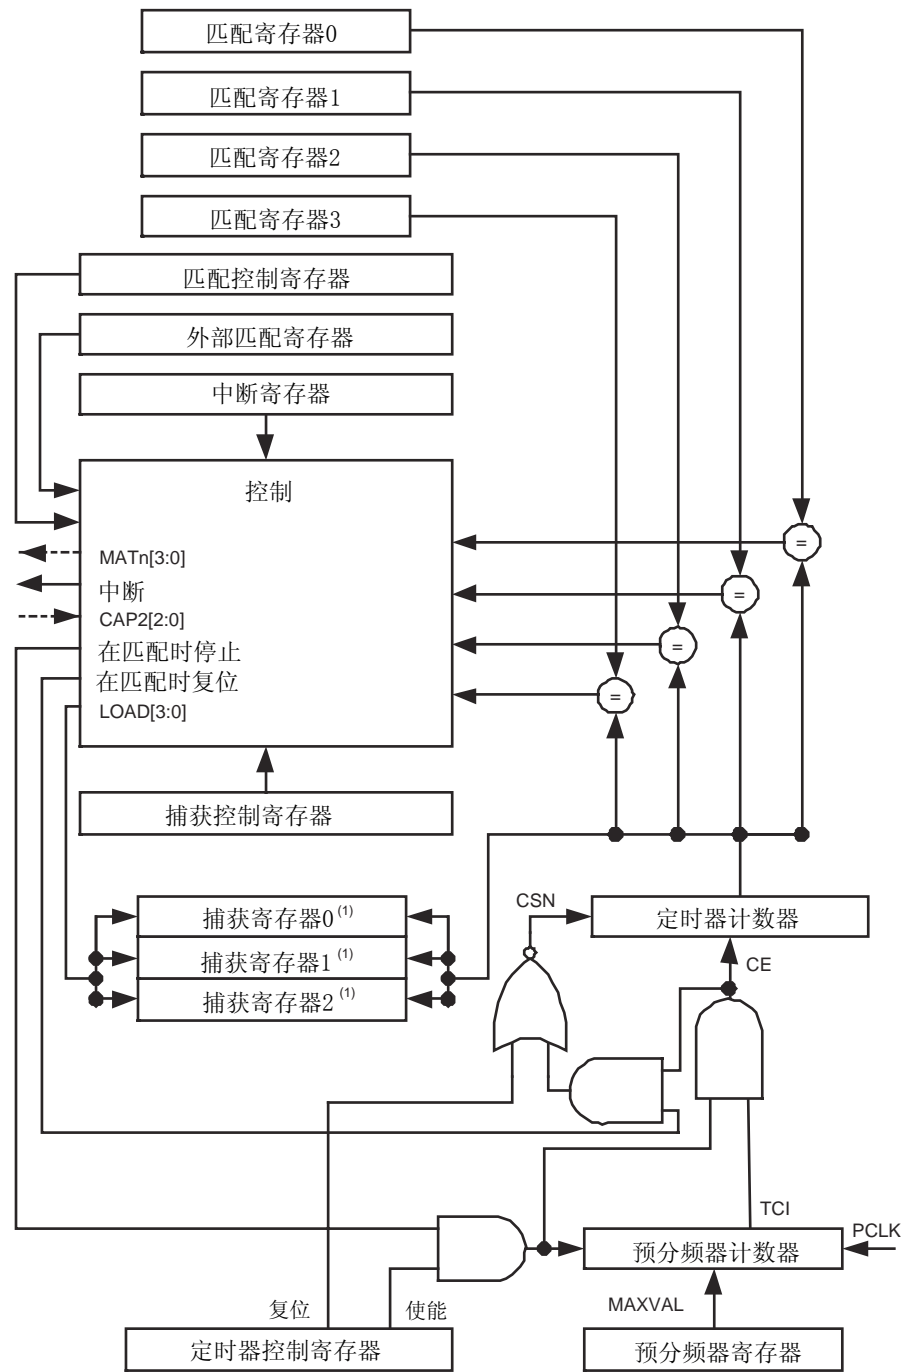 匹配寄存器0
匹配寄存器1
匹配寄存器2
匹配寄存器3
匹配控制寄存器
外部匹配寄存器
中断寄存器
控制
=
MATn[3:0]
中断
=
CAP2[2:0]
在匹配时停止
=
在匹配时复位
=
LOAD[3:0]
捕获控制寄存器
CSN
捕获寄存器0(1)
定时器计数器
捕获寄存器1(1)
CE
捕获寄存器2(1)
TCI
PCLK
预分频器计数器
复位
使能
MAXVAL
定时器控制寄存器
预分频器寄存器